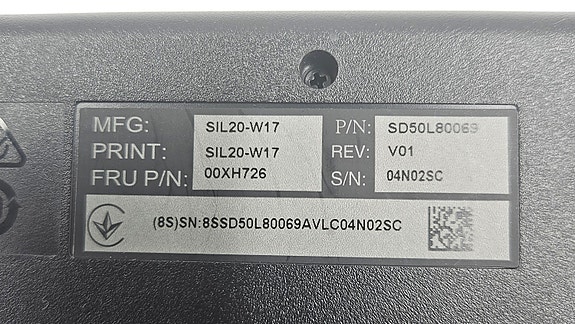 MFG: SIL20-W17 P/N: SD50L80069
PRINT: SIL20-W17 REV: V01
FRU P/N: 00XH726 S/N: 04N02SC
(8S)SN:8SSD50L80069AVLC04N02SC